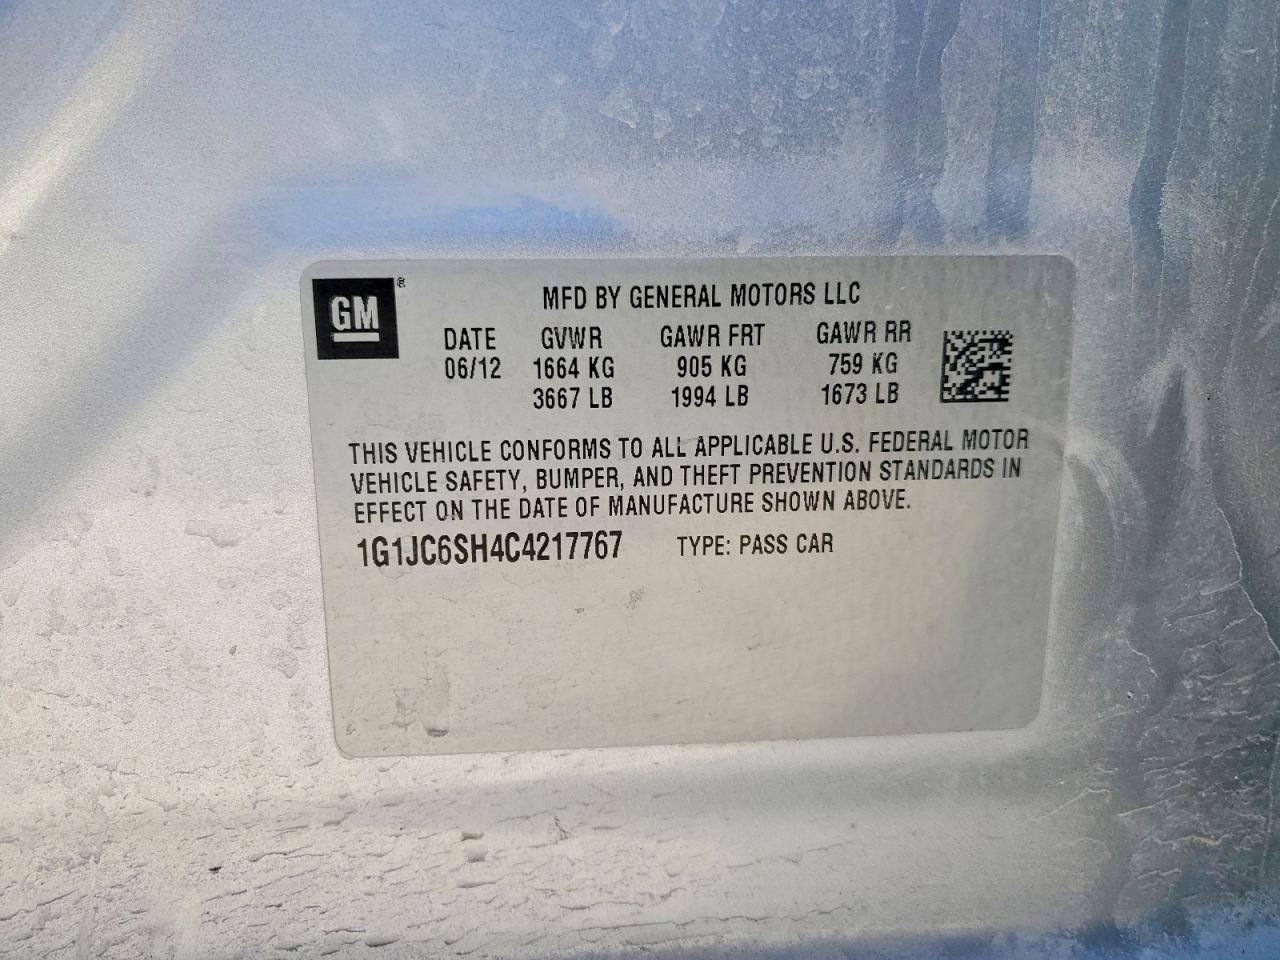 GM®
MFD BY GENERAL MOTORS LLC
DATE GVWR GAWR FRT GAWR RR
06/12 1664 KG 905 KG 759 KG
3667 LB 1994 LB 1673 LB
THIS VEHICLE CONFORMS TO ALL APPLICABLE U.S. FEDERAL MOTOR
VEHICLE SAFETY, BUMPER, AND THEFT PREVENTION STANDARDS IN
EFFECT ON THE DATE OF MANUFACTURE SHOWN ABOVE.
1G1JC6SH4C4217767 TYPE: PASS CAR